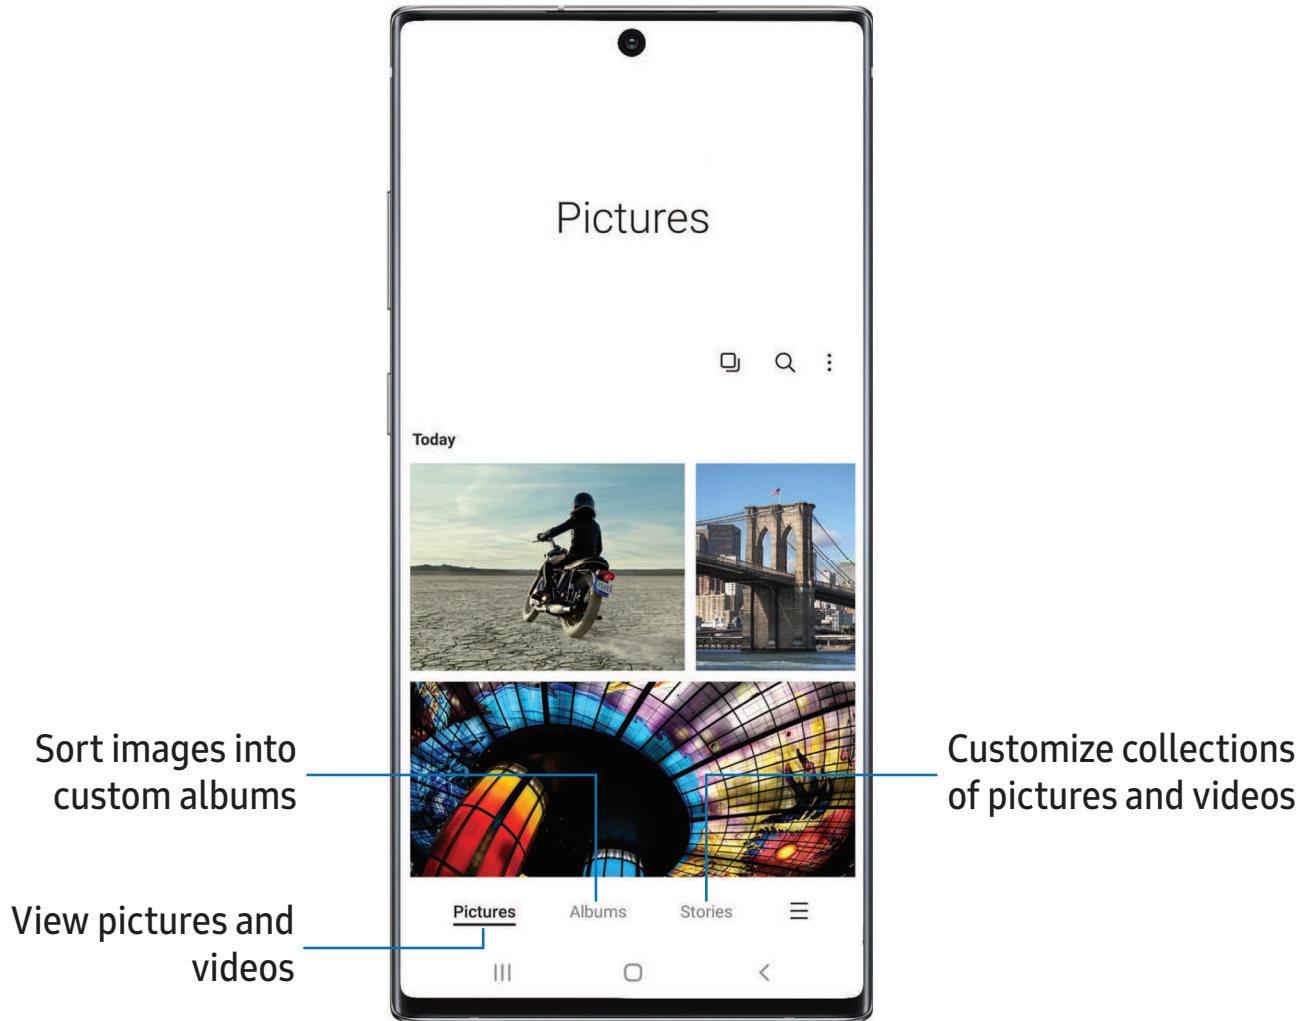 Pictures
Today
Sort images into
custom albums
Customize collections
of pictures and videos
Pictures
Albums
Stories
View pictures and
videos